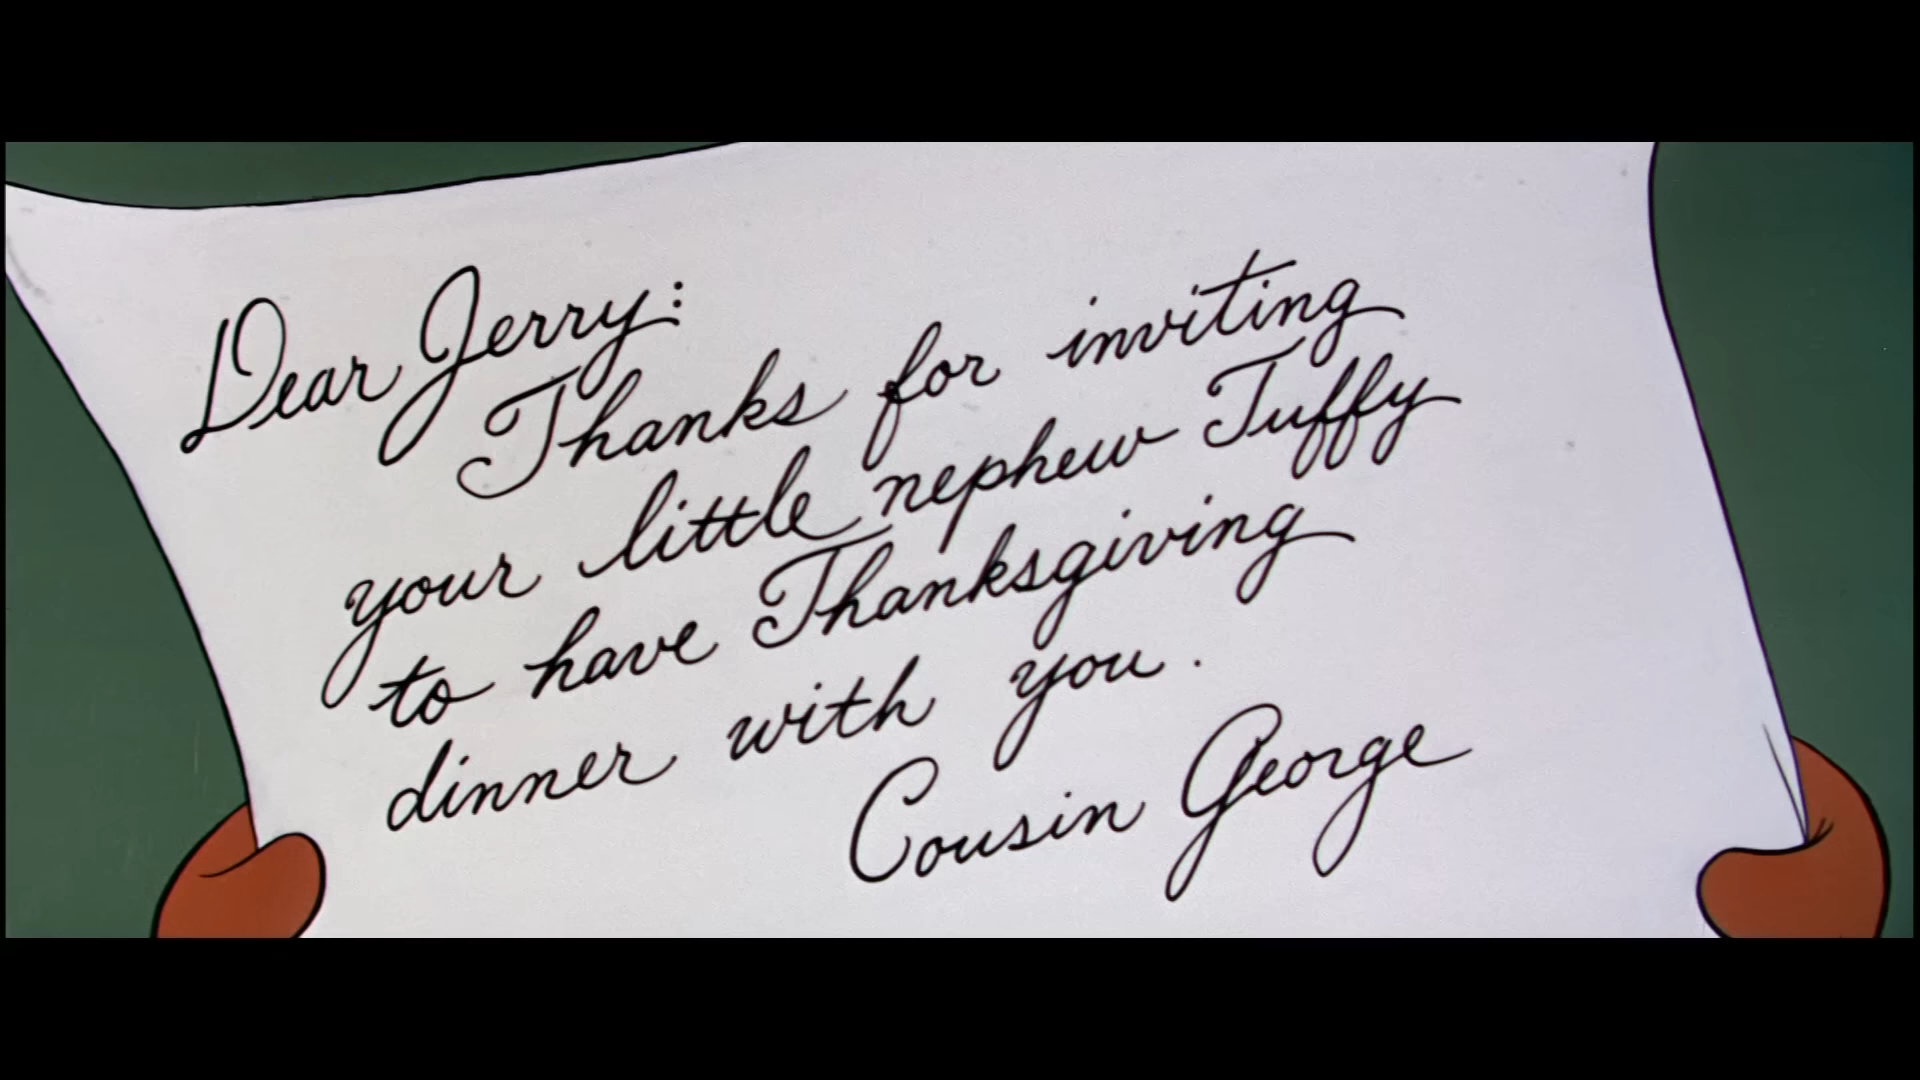 Dear Jerry:
Thanks for inviting
your little nephew Tuffy
to have Thanksgiving
dinner with you.
Cousin George